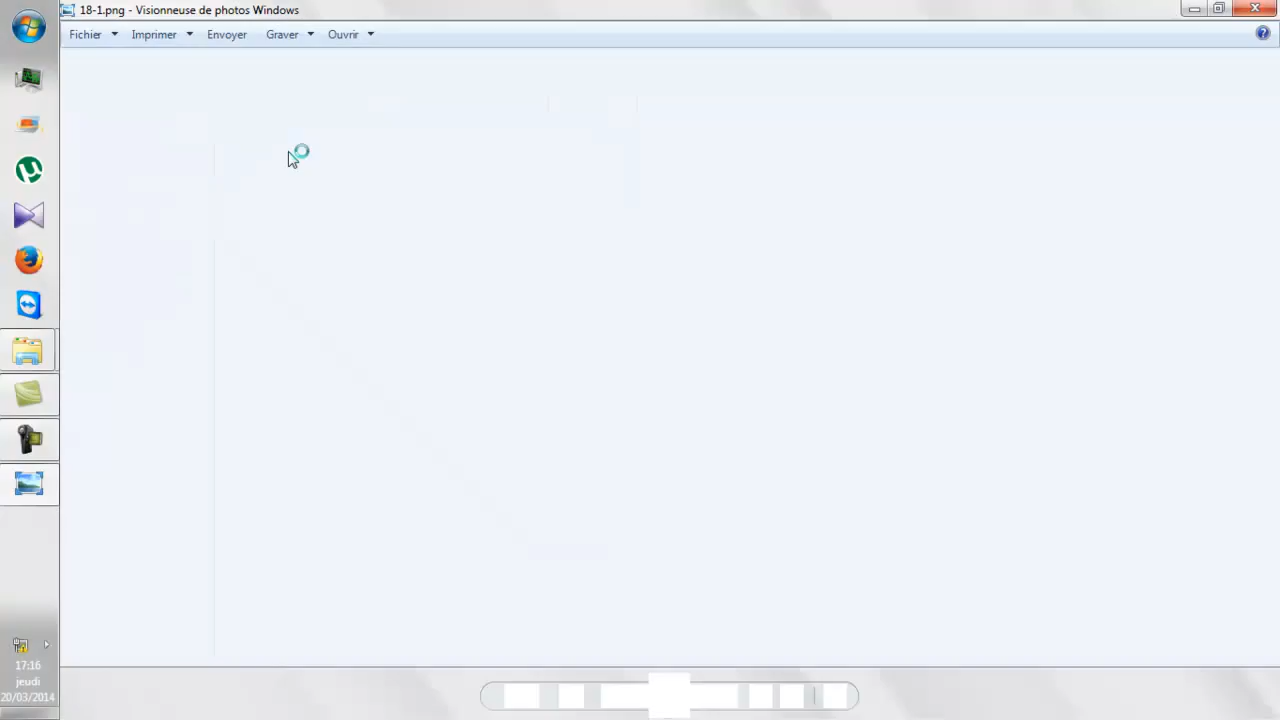 18-1.png - Visionneuse de photos Windows
Fichier Imprimer Envoyer Graver Ouvrir
17:16
jeudi
20/03/2014